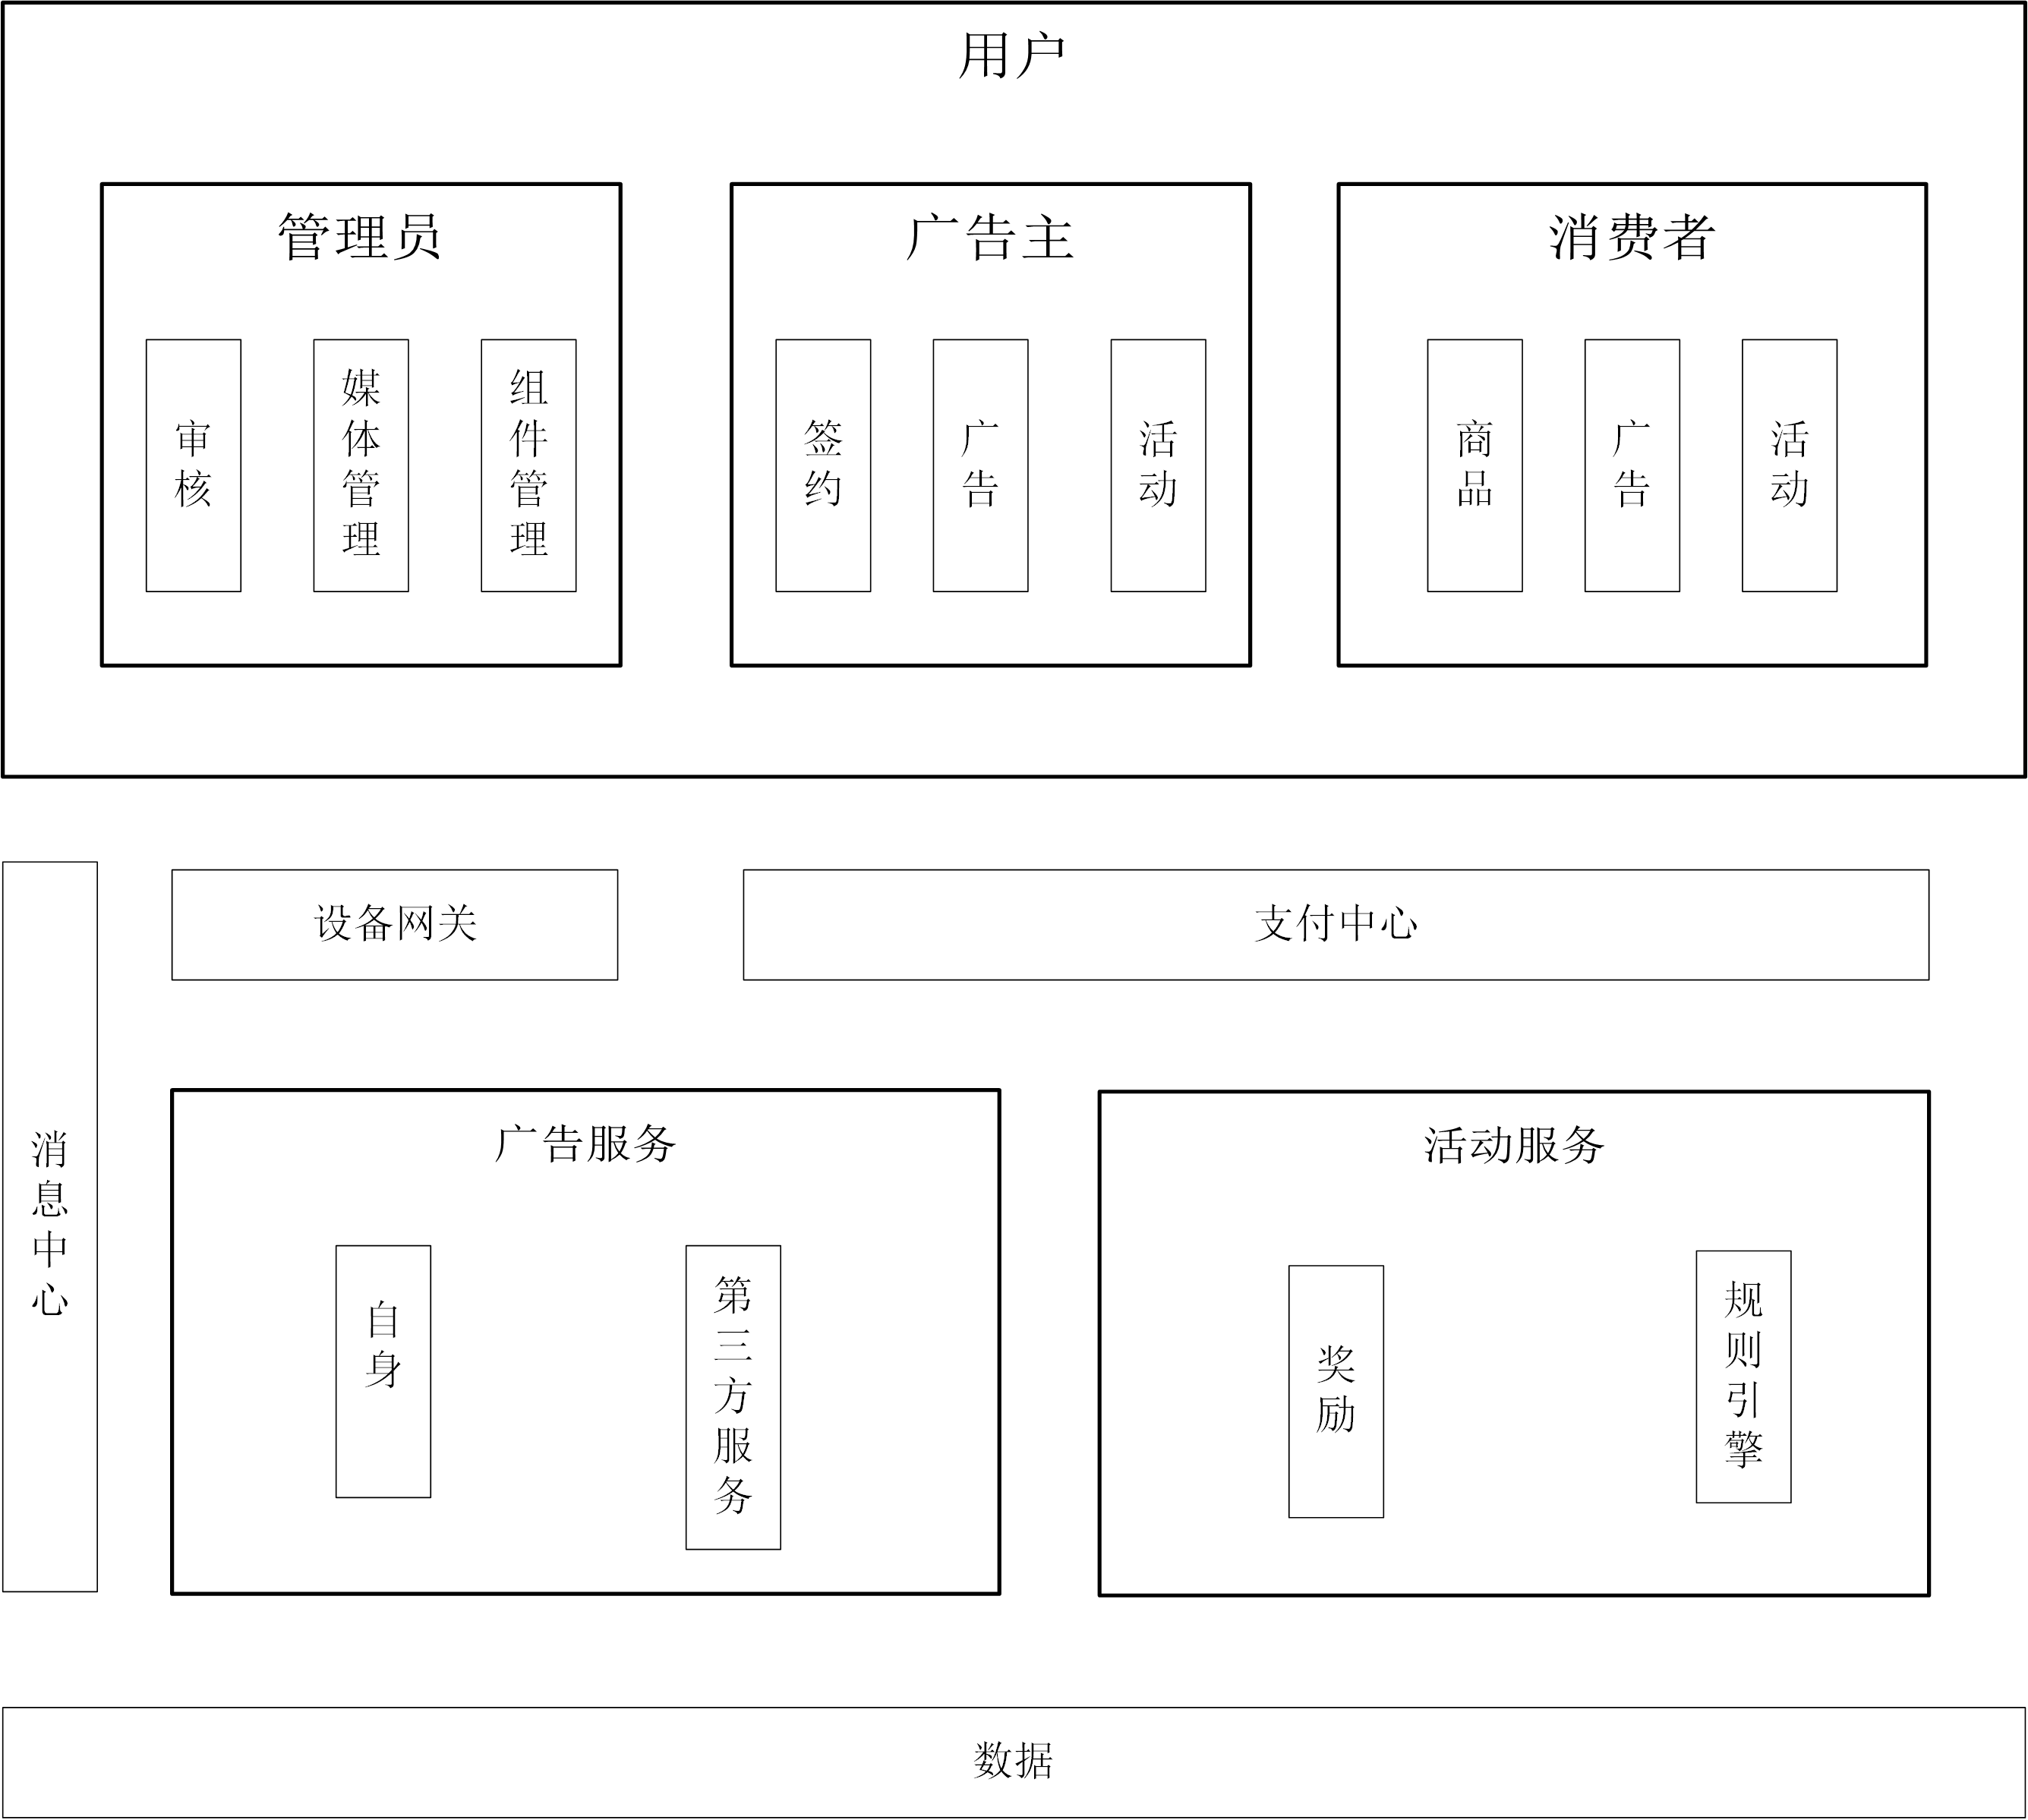 用户
管理员
审核
媒体管理
组件管理
广告主
签约
广告
活动
消费者
商品
广告
活动
消息中心
设备网关
支付中心
广告服务
自身
第三方服务
活动服务
奖励
规则引擎
数据